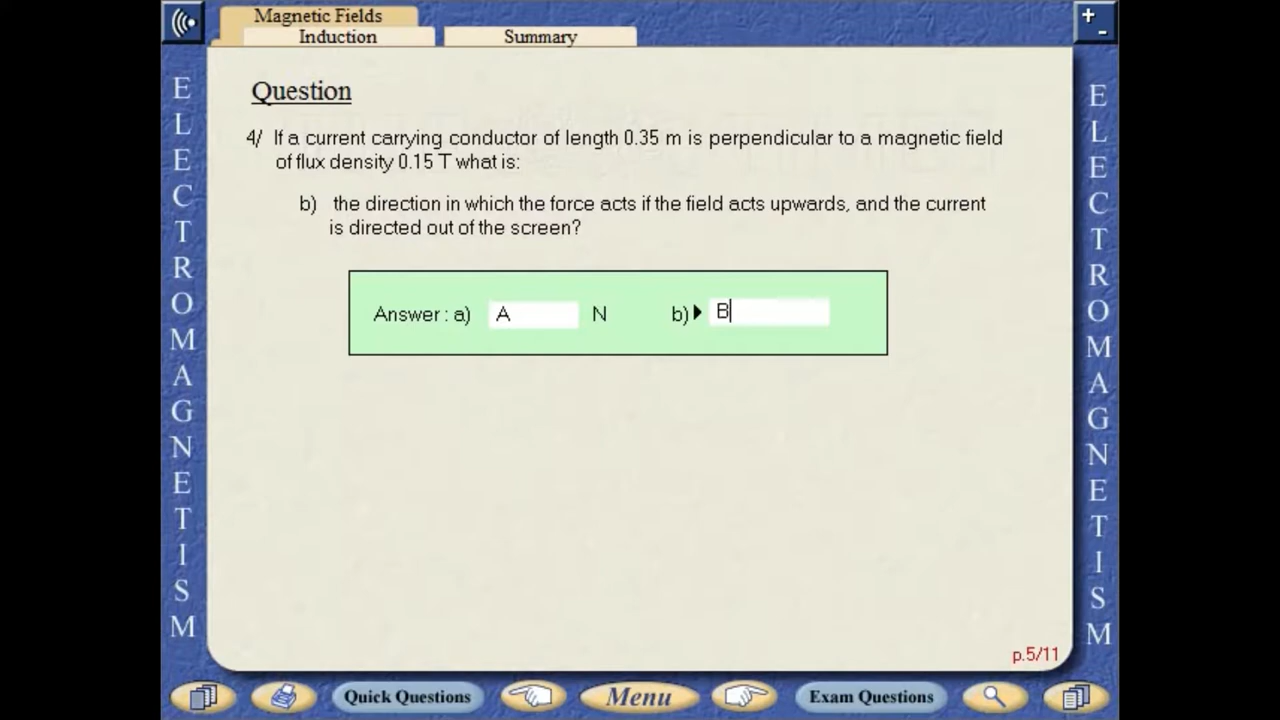 Magnetic Fields
Induction
Summary
+
-
E
L
E
C
T
R
O
M
A
G
N
E
T
I
S
M
Question
4/ If a current carrying conductor of length 0.35 m is perpendicular to a magnetic field
of flux density 0.15 T what is:
b) the direction in which the force acts if the field acts upwards, and the current
is directed out of the screen?
Answer : a) A N b) B
p.5/11
E
L
E
C
T
R
O
M
A
G
N
E
T
I
S
M
Quick Questions
Menu
Exam Questions